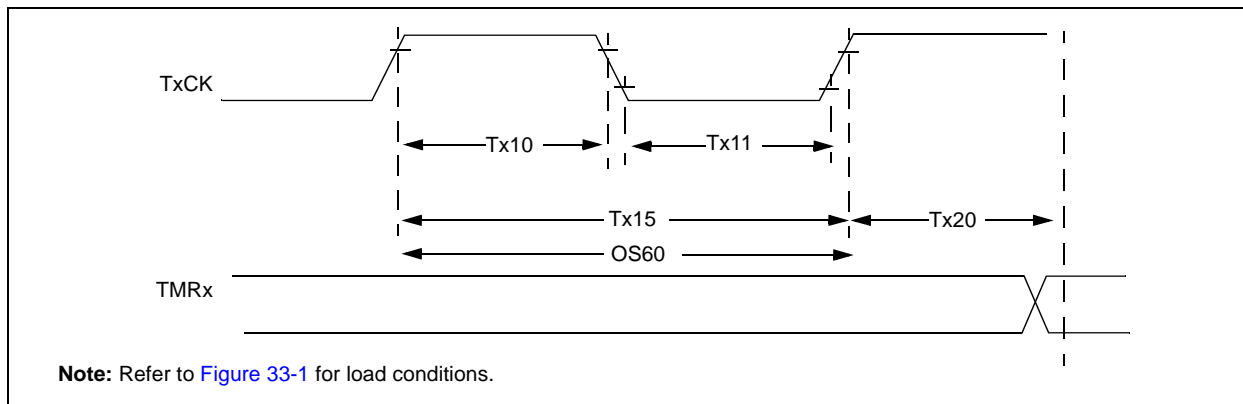 TxCK
Tx10
Tx11
Tx15
Tx20
OS60
TMRx
Note: Refer to Figure 33-1 for load conditions.